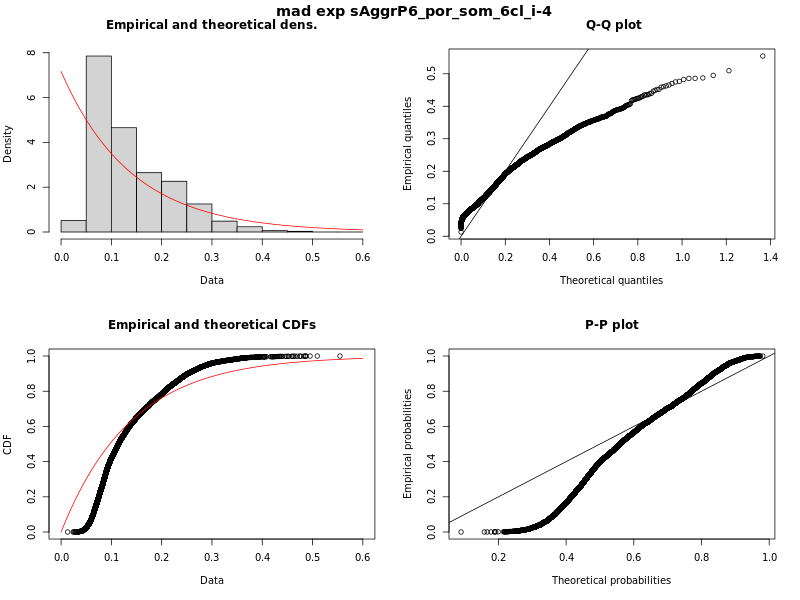 mad exp sAggrP6_por_som_6cl_i-4
Empirical and theoretical dens.
Density
0 2 4 6 8
0.0 0.1 0.2 0.3 0.4 0.5 0.6
Data
Q-Q plot
Empirical quantiles
0.0 0.1 0.2 0.3 0.4 0.5
0.0 0.2 0.4 0.6 0.8 1.0 1.2 1.4
Theoretical quantiles
Empirical and theoretical CDFs
CDF
0.0 0.2 0.4 0.6 0.8 1.0
0.0 0.1 0.2 0.3 0.4 0.5 0.6
Data
P-P plot
Empirical probabilities
0.0 0.2 0.4 0.6 0.8 1.0
0.2 0.4 0.6 0.8 1.0
Theoretical probabilities